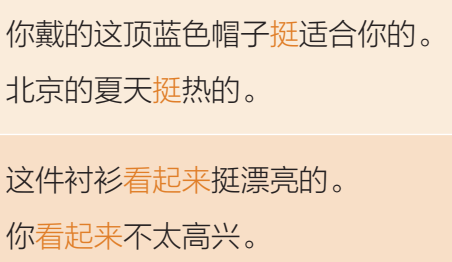 你戴的这顶蓝色帽子挺适合你的。
北京的夏天挺热的。
这件衬衫看起来挺漂亮的。
你看起来不太高兴。